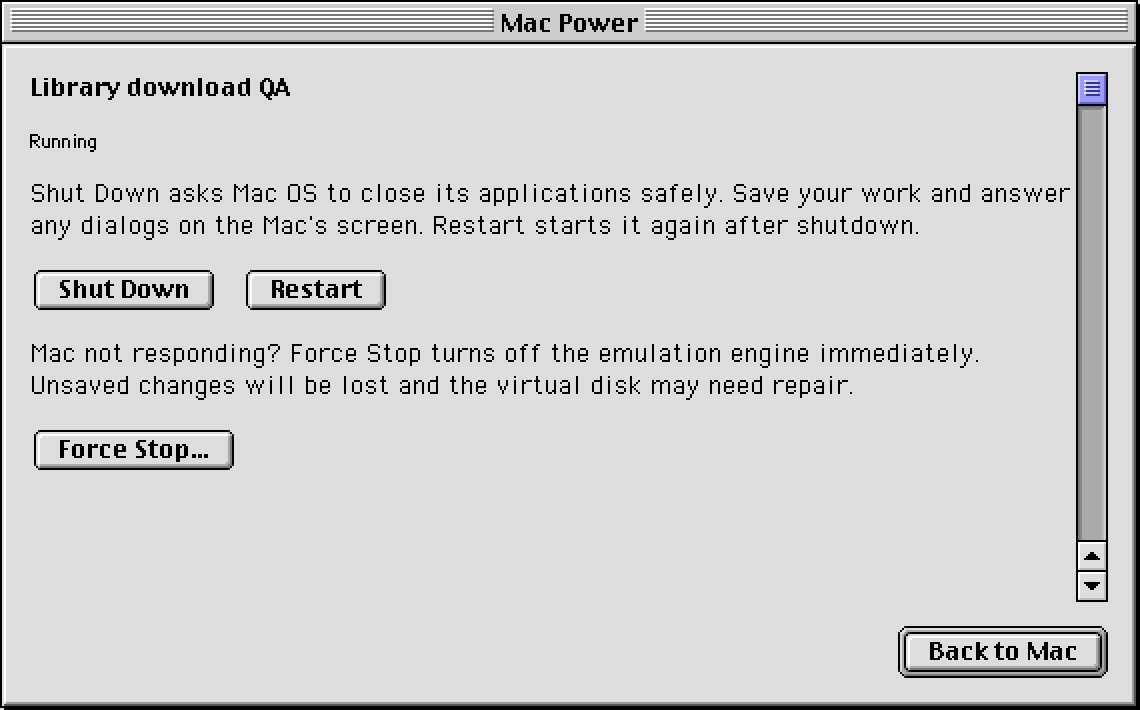 Mac Power
Library download QA
Running
Shut Down asks Mac OS to close its applications safely. Save your work and answer
any dialogs on the Mac's screen. Restart starts it again after shutdown.
Shut Down Restart
Mac not responding? Force Stop turns off the emulation engine immediately.
Unsaved changes will be lost and the virtual disk may need repair.
Force Stop...
Back to Mac